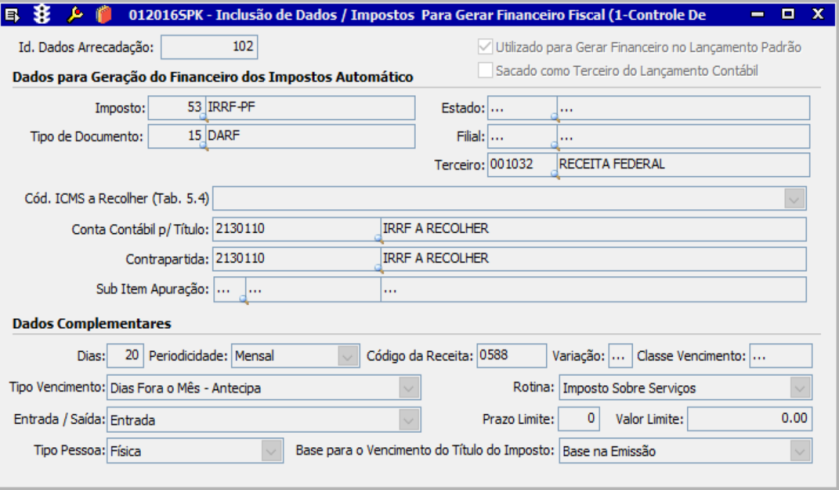 012016SPK - Inclusão de Dados / Impostos Para Gerar Financeiro Fiscal (1-Controle De
Id. Dados Arrecadação: 102
Utilizado para Gerar Financeiro no Lançamento Padrão
Sacado como Terceiro do Lançamento Contábil
Dados para Geração do Financeiro dos Impostos Automático
Imposto: 53 IRRF-PF Estado: ... ...
Tipo de Documento: 15 DARF Filial: ... ...
Terceiro: 001032 RECEITA FEDERAL
Cód. ICMS a Recolher (Tab. 5.4)
Conta Contábil p/ Título: 2130110 IRRF A RECOLHER
Contrapartida: 2130110 IRRF A RECOLHER
Sub Item Apuração: ... ... ...
Dados Complementares
Dias: 20 Periodicidade: Mensal Código da Receita: 0588 Variação: ... Classe Vencimento: ...
Tipo Vencimento: Dias Fora o Mês - Antecipa Rotina: Imposto Sobre Serviços
Entrada / Saída: Entrada Prazo Limite: 0 Valor Limite: 0.00
Tipo Pessoa: Física Base para o Vencimento do Título do Imposto: Base na Emissão